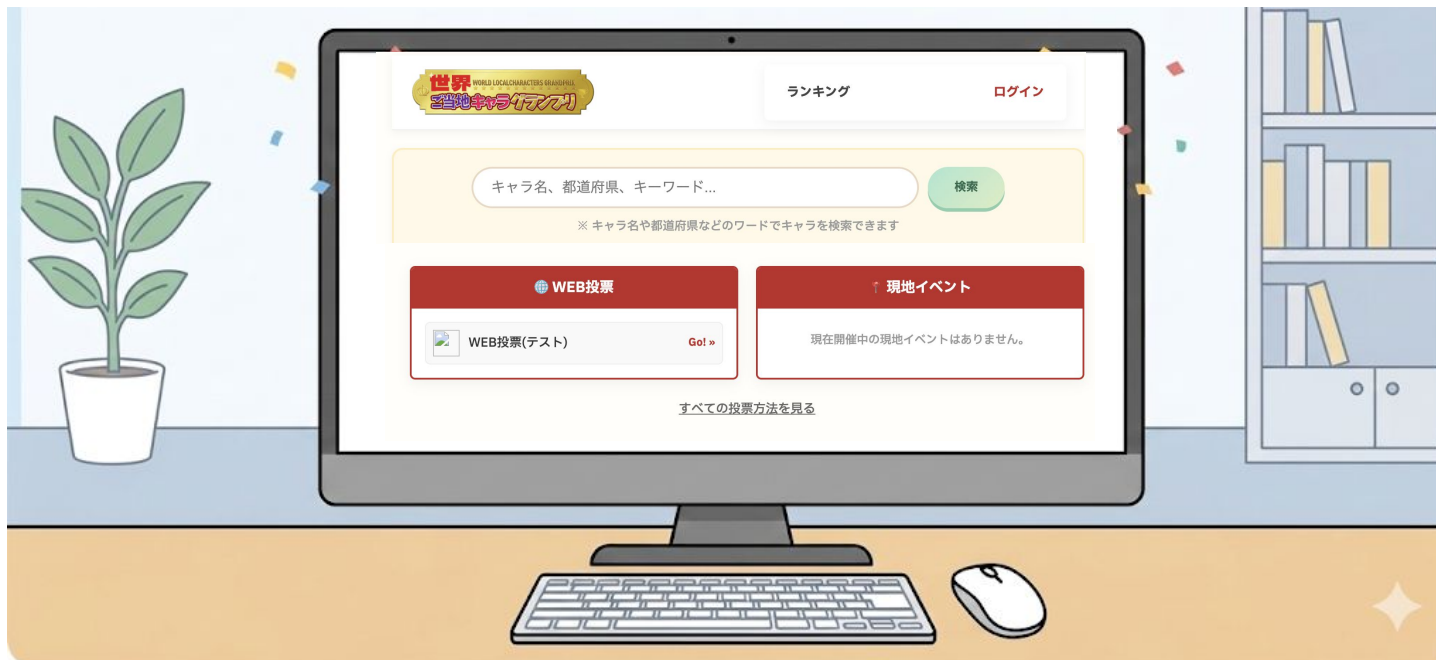 世界 WORLD LOCALCHARACTERS GRANDPRIX
ご当地キャラグランプリ
ランキング
ログイン
キャラ名、都道府県、キーワード...
検索
※ キャラ名や都道府県などのワードでキャラを検索できます
WEB投票
現地イベント
WEB投票(テスト)
Go! »
現在開催中の現地イベントはありません。
すべての投票方法を見る